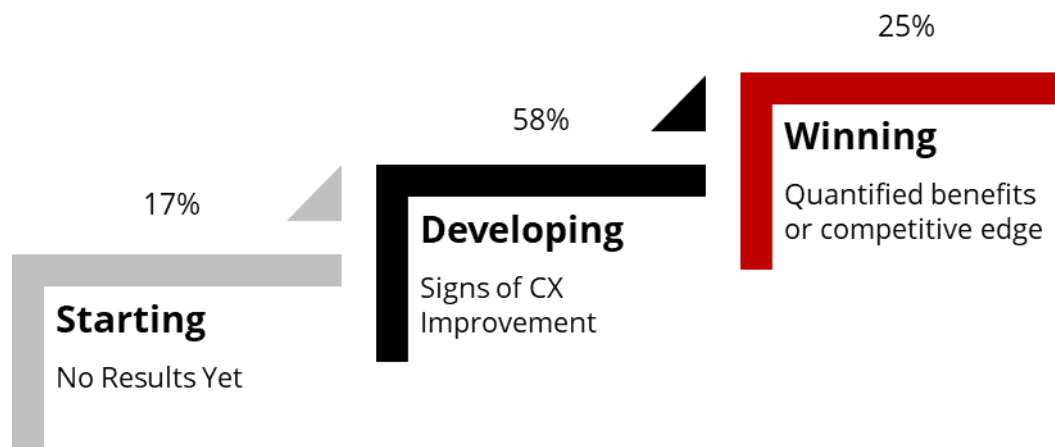 17%
Starting
No Results Yet
58%
Developing
Signs of CX
Improvement
25%
Winning
Quantified benefits
or competitive edge